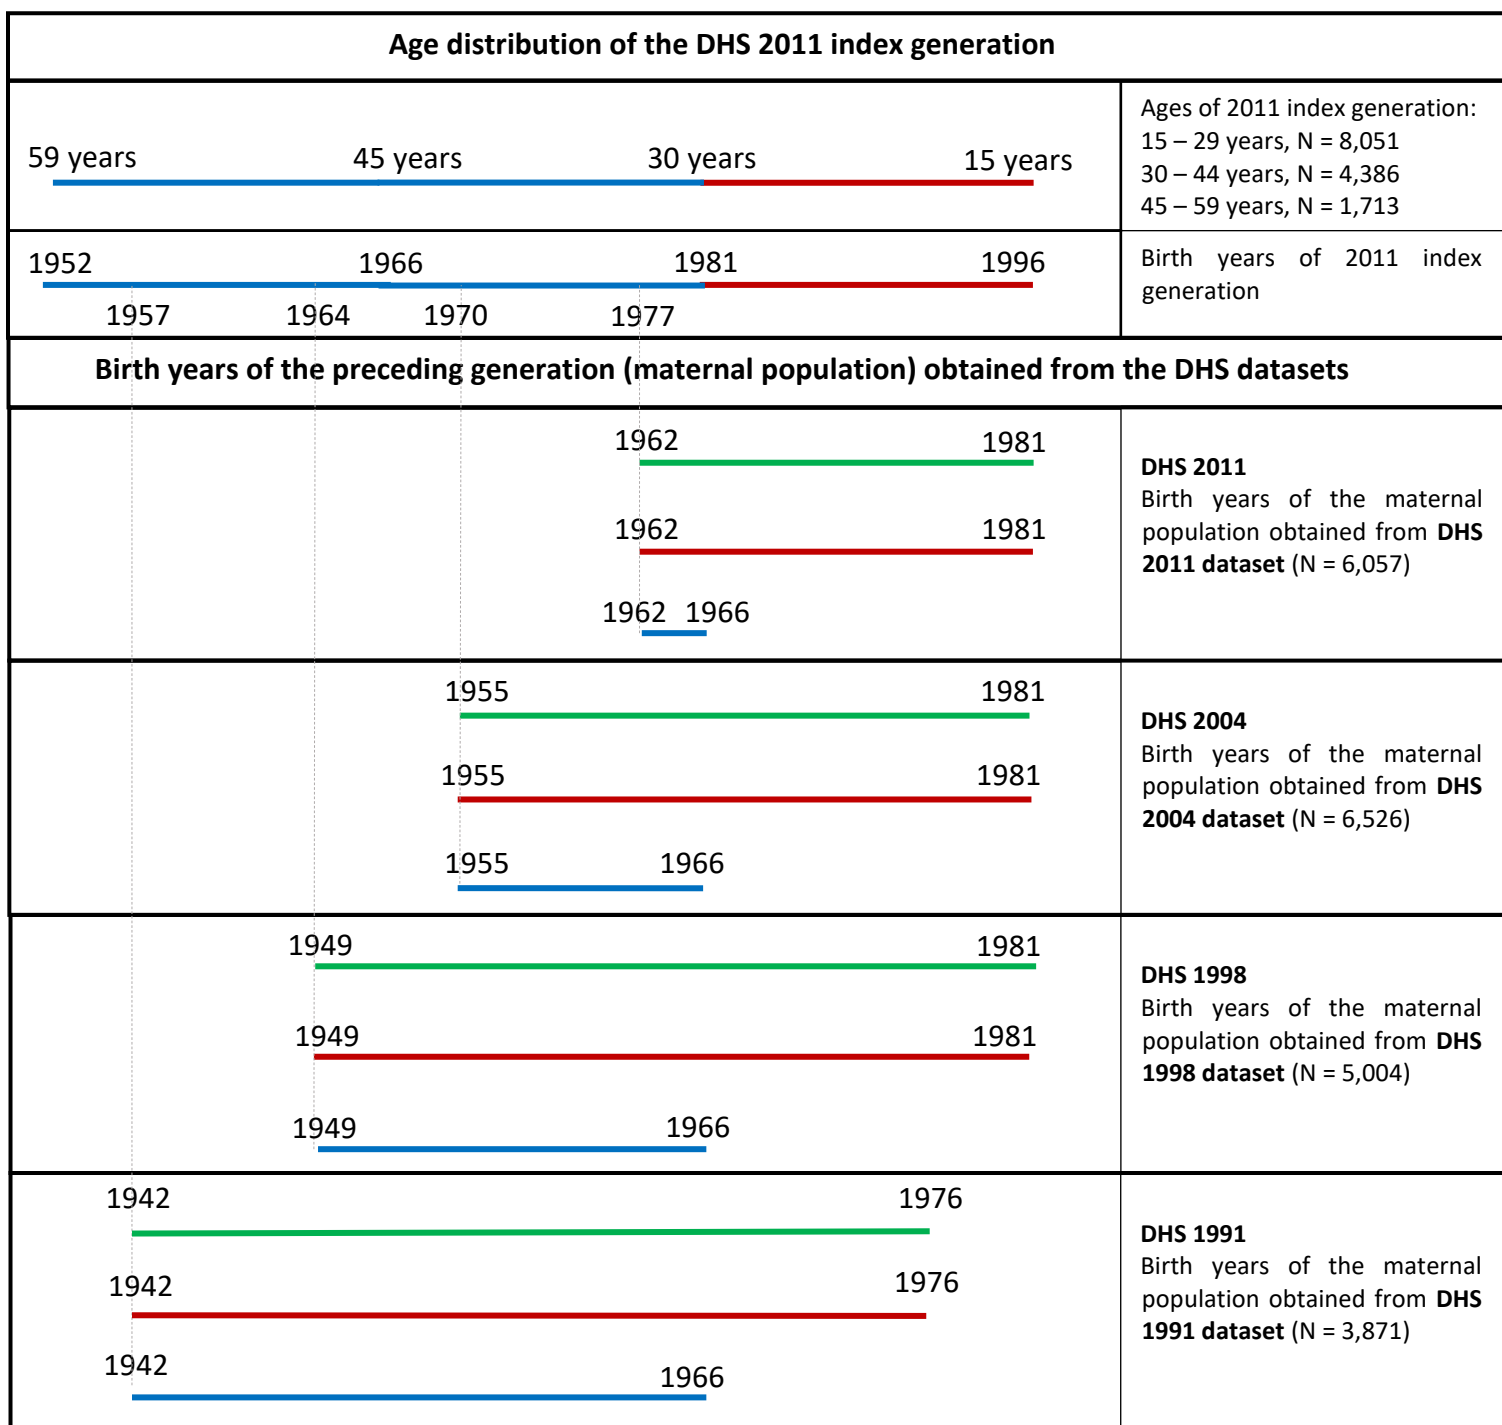 Age distribution of the DHS 2011 index generation
59 years 45 years 30 years 15 years
Ages of 2011 index generation:
15 – 29 years, N = 8,051
30 – 44 years, N = 4,386
45 – 59 years, N = 1,713
1952 1966 1981 1996
1957 1964 1970 1977
Birth years of 2011 index
generation
Birth years of the preceding generation (maternal population) obtained from the DHS datasets
1962 1981
1962 1981
1962 1966
DHS 2011
Birth years of the maternal
population obtained from DHS
2011 dataset (N = 6,057)
1955 1981
1955 1981
1955 1966
DHS 2004
Birth years of the maternal
population obtained from DHS
2004 dataset (N = 6,526)
1949 1981
1949 1981
1949 1966
DHS 1998
Birth years of the maternal
population obtained from DHS
1998 dataset (N = 5,004)
1942 1976
1942 1976
1942 1966
DHS 1991
Birth years of the maternal
population obtained from DHS
1991 dataset (N = 3,871)